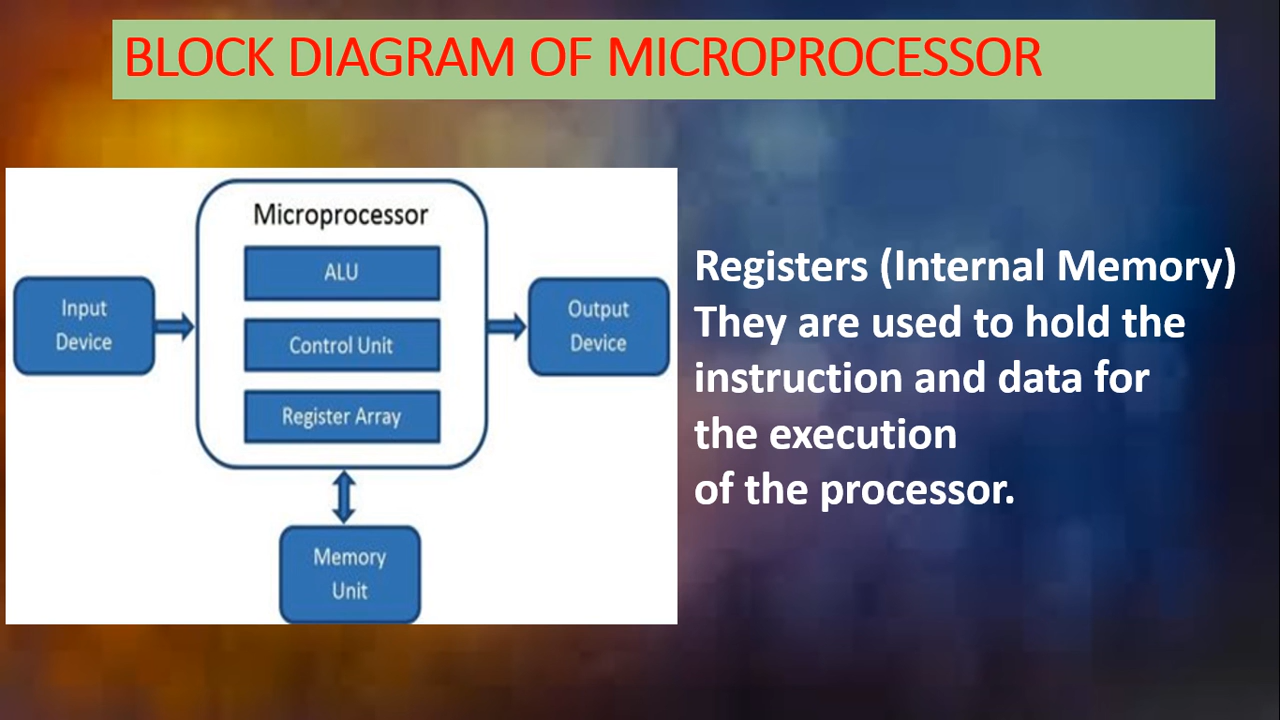 BLOCK DIAGRAM OF MICROPROCESSOR
Microprocessor
ALU
Control Unit
Register Array
Input
Device
Output
Device
Memory
Unit
Registers (Internal Memory)
They are used to hold the
instruction and data for
the execution
of the processor.